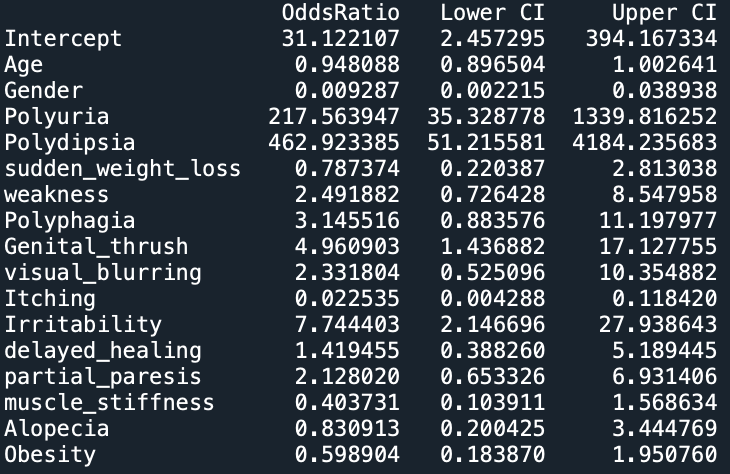 OddsRatio Lower CI Upper CI
Intercept 31.122107 2.457295 394.167334
Age 0.948088 0.896504 1.002641
Gender 0.009287 0.002215 0.038938
Polyuria 217.563947 35.328778 1339.816252
Polydipsia 462.923385 51.215581 4184.235683
sudden_weight_loss 0.787374 0.220387 2.813038
weakness 2.491882 0.726428 8.547958
Polyphagia 3.145516 0.883576 11.197977
Genital_thrush 4.960903 1.436882 17.127755
visual_blurring 2.331804 0.525096 10.354882
Itching 0.022535 0.004288 0.118420
Irritability 7.744403 2.146696 27.938643
delayed_healing 1.419455 0.388260 5.189445
partial_paresis 2.128020 0.653326 6.931406
muscle_stiffness 0.403731 0.103911 1.568634
Alopecia 0.830913 0.200425 3.444769
Obesity 0.598904 0.183870 1.950760